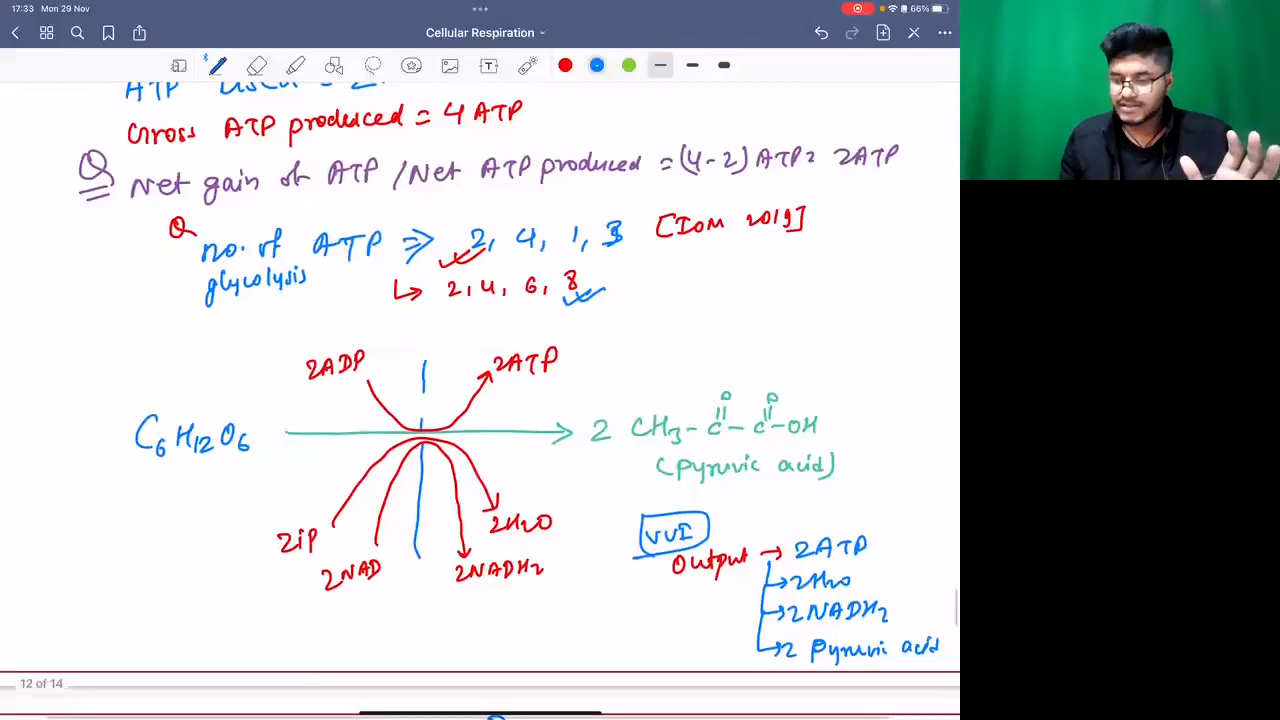 17:33 Mon 29 Nov
66%
Cellular Respiration
ATP used = 2
Gross ATP produced = 4 ATP
Q Net gain of ATP / Net ATP produced = (4-2) ATP = 2ATP
Q no. of ATP ⇒ 2, 4, 1, 3 [IOM 2019]
glycolysis
↳ 2, 4, 6, 8
2ADP 2ATP
C6H12O6 → 2 CH3-C-C-OH
O O
(Pyruvic acid)
2iP 2H2O
2NAD 2NADH2
VVI
Output → 2ATP
→ 2H2O
→ 2NADH2
→ 2 Pyruvic acid
12 of 14